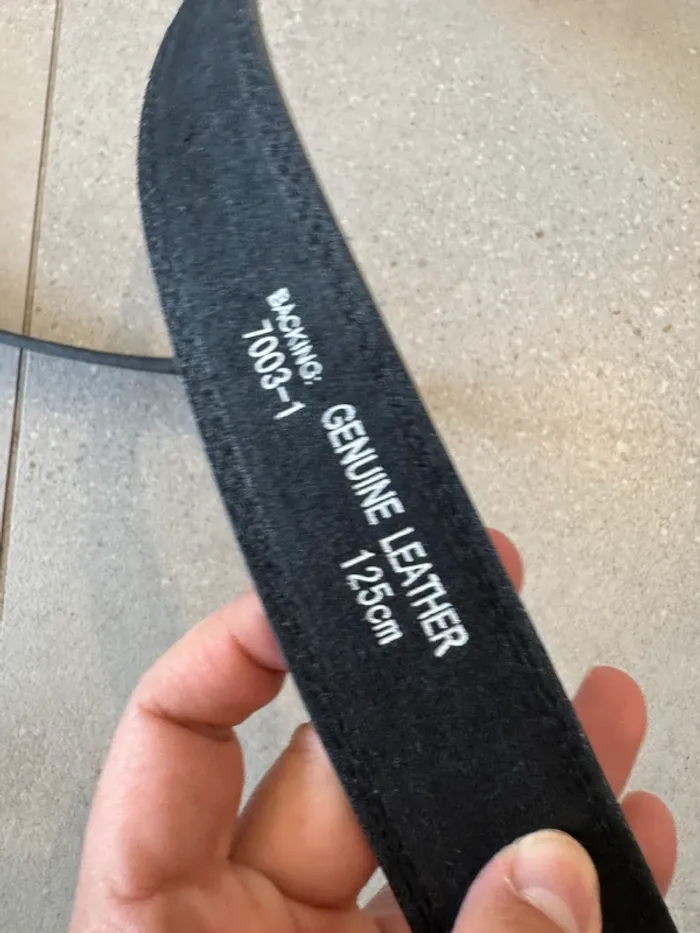 BACKING: GENUINE LEATHER
7003-1 125cm